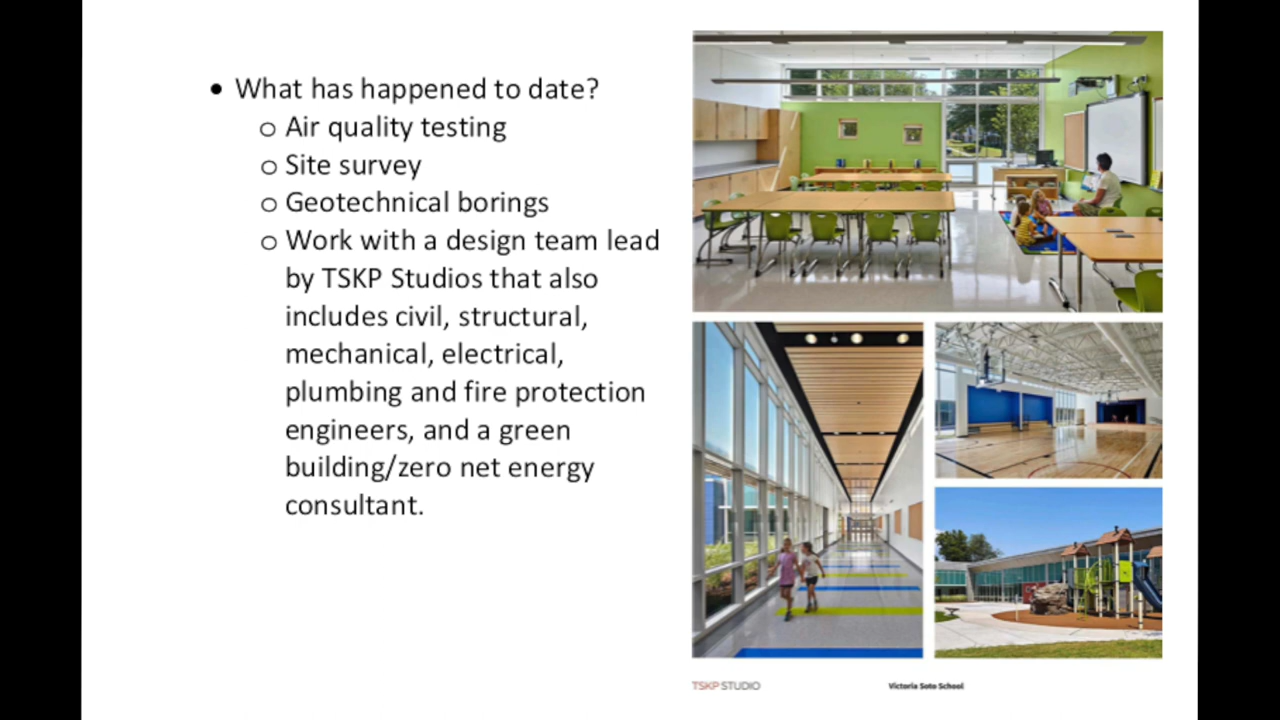 • What has happened to date?
o Air quality testing
o Site survey
o Geotechnical borings
o Work with a design team lead
by TSKP Studios that also
includes civil, structural,
mechanical, electrical,
plumbing and fire protection
engineers, and a green
building/zero net energy
consultant.
TSKP STUDIO
Victoria Soto School